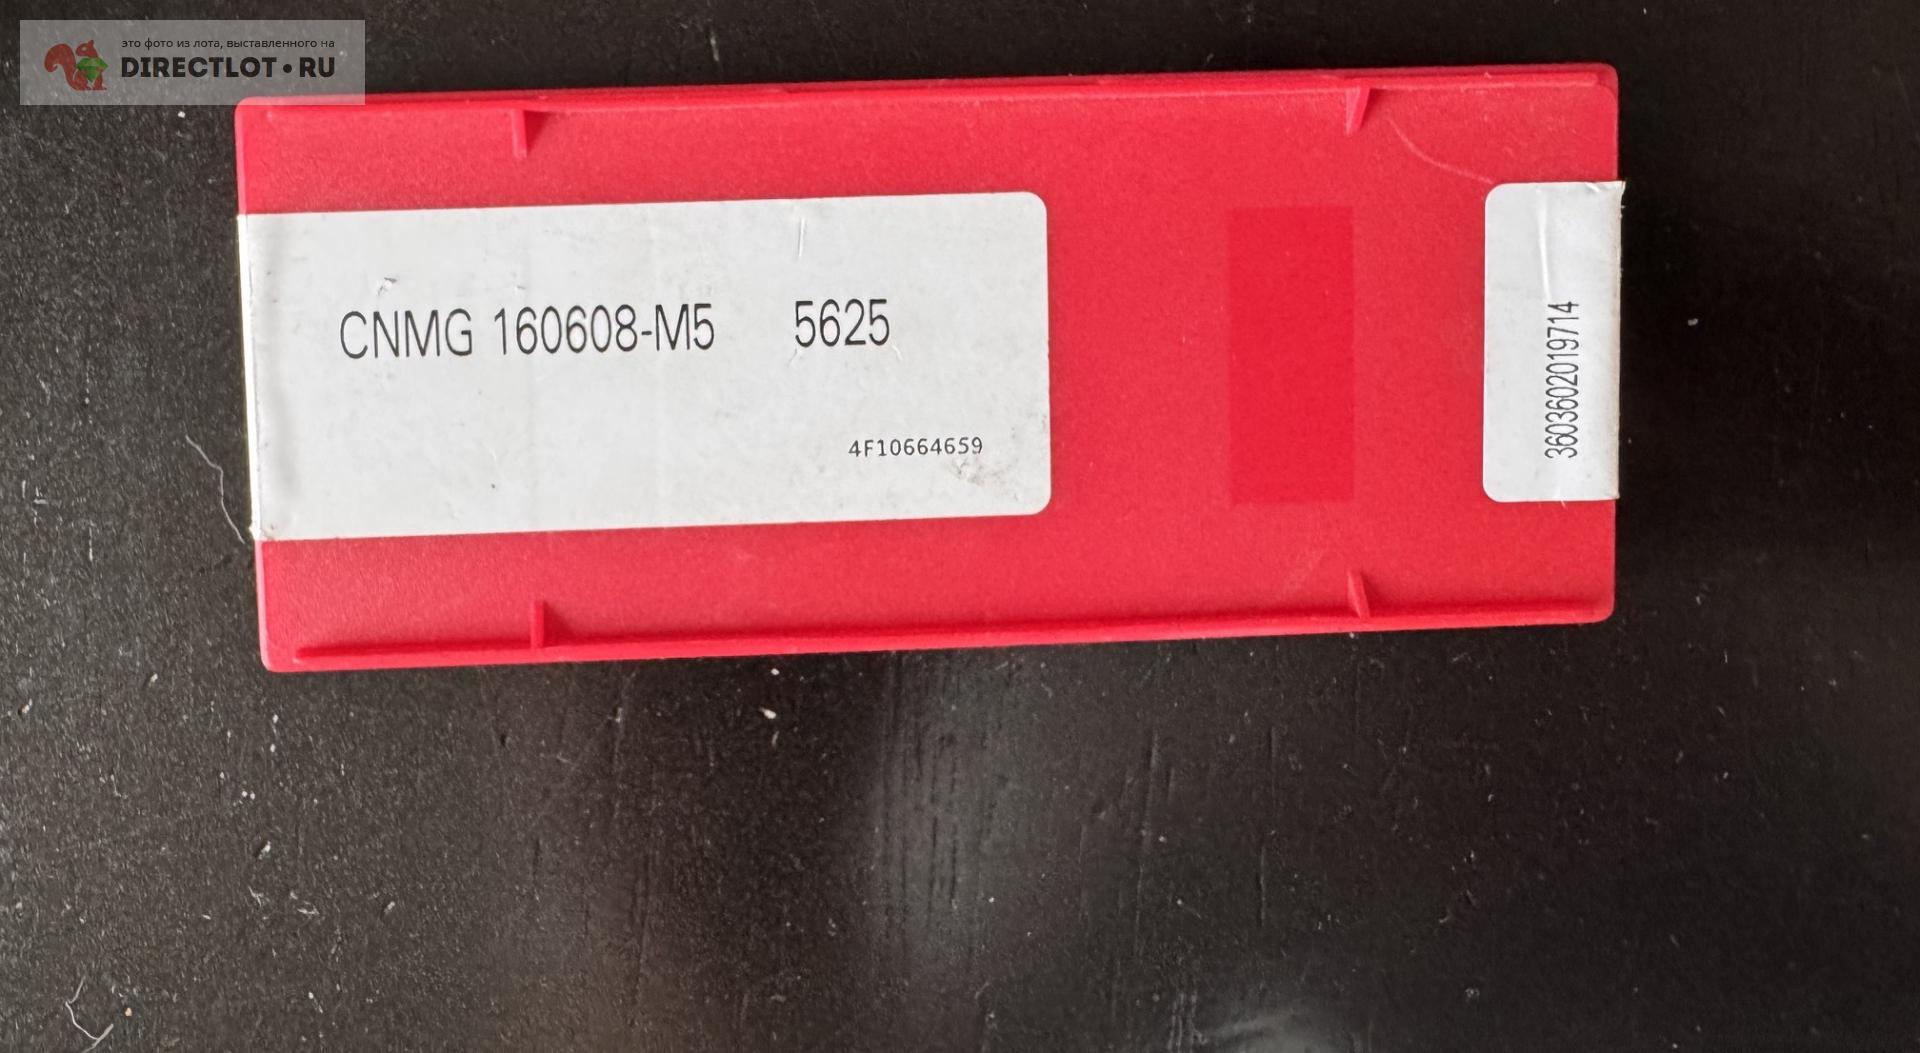 это фото из лота, выставленного на
DIRECTLOT•RU
CNMG 160608-M5 5625
4F10664659
3603602019714